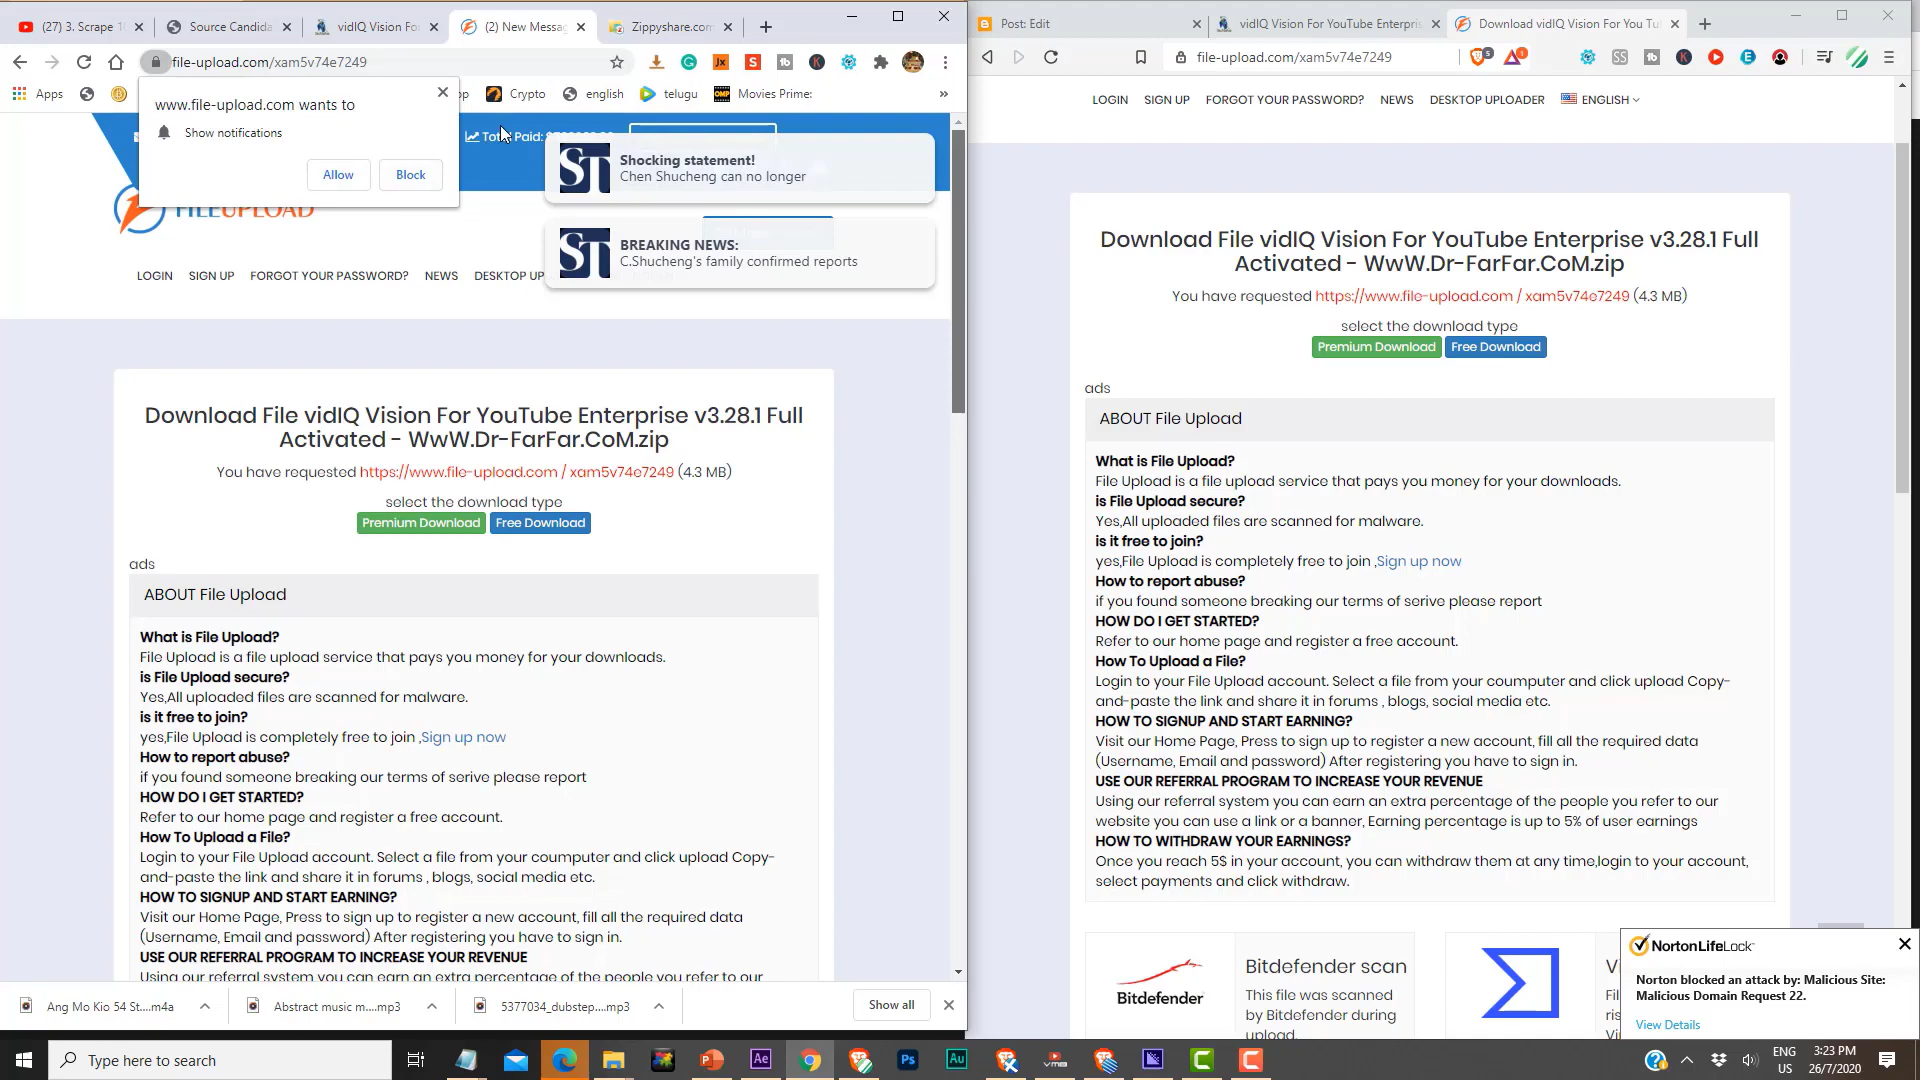 (27) 3. Scrape 1
Source Candida
vidIQ Vision Fo
(2) New Messag
Zippyshare.com
file-upload.com/xam5v74e7249
Apps
op
Crypto
english
telugu
Movies Prime:
»
www.file-upload.com wants to
Show notifications
Allow
Block
Total Paid:
Shocking statement!
Chen Shucheng can no longer
BREAKING NEWS:
C.Shucheng's family confirmed reports
FILEUPLOAD
LOGIN SIGN UP FORGOT YOUR PASSWORD? NEWS DESKTOP UP
Download File vidIQ Vision For YouTube Enterprise v3.28.1 Full
Activated - WwW.Dr-FarFar.CoM.zip
You have requested https://www.file-upload.com / xam5v74e7249 (4.3 MB)
select the download type
Premium Download Free Download
ads
ABOUT File Upload
What is File Upload?
File Upload is a file upload service that pays you money for your downloads.
is File Upload secure?
Yes,All uploaded files are scanned for malware.
is it free to join?
yes,File Upload is completely free to join ,Sign up now
How to report abuse?
if you found someone breaking our terms of serive please report
HOW DO I GET STARTED?
Refer to our home page and register a free account.
How To Upload a File?
Login to your File Upload account. Select a file from your coumputer and click upload Copy-
and-paste the link and share it in forums , blogs, social media etc.
HOW TO SIGNUP AND START EARNING?
Visit our Home Page, Press to sign up to register a new account, fill all the required data
(Username, Email and password) After registering you have to sign in.
USE OUR REFERRAL PROGRAM TO INCREASE YOUR REVENUE
Using our referral system you can earn an extra percentage of the people you refer to our
Ang Mo Kio 54 St....m4a
Abstract music m....mp3
5377034_dubstep....mp3
Show all
Post: Edit
vidIQ Vision For YouTube Enterpris
Download vidIQ Vision For You Tu
file-upload.com/xam5v74e7249
LOGIN SIGN UP FORGOT YOUR PASSWORD? NEWS DESKTOP UPLOADER ENGLISH
Download File vidIQ Vision For YouTube Enterprise v3.28.1 Full
Activated - WwW.Dr-FarFar.CoM.zip
You have requested https://www.file-upload.com / xam5v74e7249 (4.3 MB)
select the download type
Premium Download Free Download
ads
ABOUT File Upload
What is File Upload?
File Upload is a file upload service that pays you money for your downloads.
is File Upload secure?
Yes,All uploaded files are scanned for malware.
is it free to join?
yes,File Upload is completely free to join ,Sign up now
How to report abuse?
if you found someone breaking our terms of serive please report
HOW DO I GET STARTED?
Refer to our home page and register a free account.
How To Upload a File?
Login to your File Upload account. Select a file from your coumputer and click upload Copy-
and-paste the link and share it in forums , blogs, social media etc.
HOW TO SIGNUP AND START EARNING?
Visit our Home Page, Press to sign up to register a new account, fill all the required data
(Username, Email and password) After registering you have to sign in.
USE OUR REFERRAL PROGRAM TO INCREASE YOUR REVENUE
Using our referral system you can earn an extra percentage of the people you refer to our
website you can use a link or a banner, Earning percentage is up to 5% of user earnings
HOW TO WITHDRAW YOUR EARNINGS?
Once you reach 5$ in your account, you can withdraw them at any time,login to your account,
select payments and click withdraw.
Bitdefender
Bitdefender scan
This file was scanned
by Bitdefender during
upload.
NortonLifeLock
Norton blocked an attack by: Malicious Site:
Malicious Domain Request 22.
View Details
Type here to search
ENG
US
3:23 PM
26/7/2020